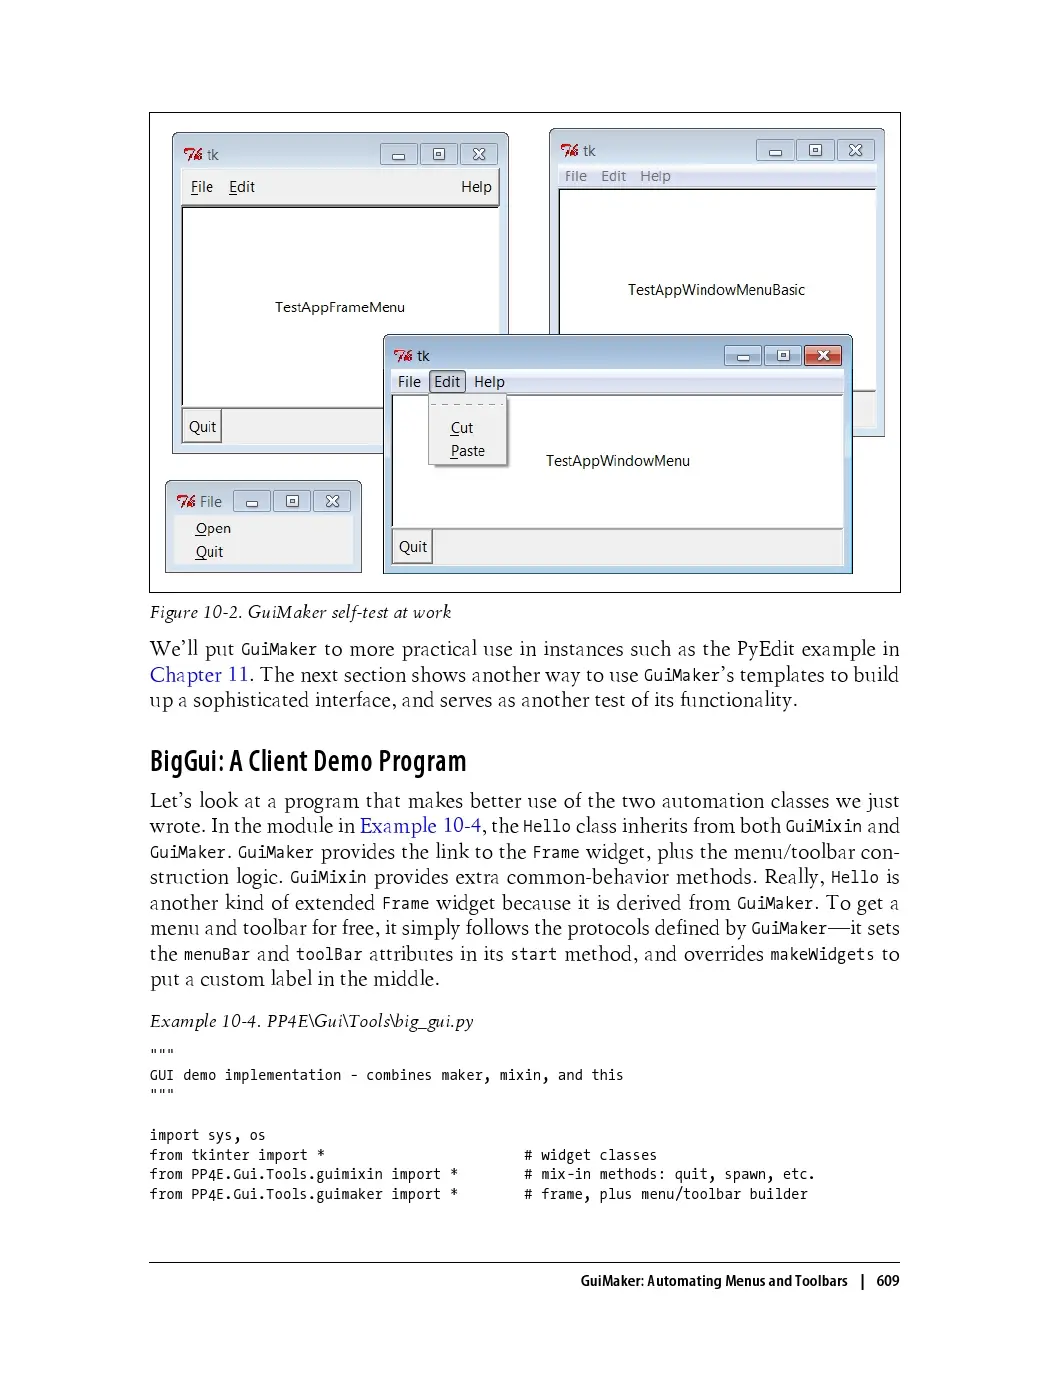 tk
File Edit Help
TestAppFrameMenu
Quit
tk
File Edit Help
TestAppWindowMenuBasic
tk
File Edit Help
Cut
Paste
TestAppWindowMenu
Quit
File
Open
Quit
Figure 10-2. GuiMaker self-test at work
We’ll put GuiMaker to more practical use in instances such as the PyEdit example in
Chapter 11. The next section shows another way to use GuiMaker’s templates to build
up a sophisticated interface, and serves as another test of its functionality.
BigGui: A Client Demo Program
Let’s look at a program that makes better use of the two automation classes we just
wrote. In the module in Example 10-4, the Hello class inherits from both GuiMixin and
GuiMaker. GuiMaker provides the link to the Frame widget, plus the menu/toolbar con-
struction logic. GuiMixin provides extra common-behavior methods. Really, Hello is
another kind of extended Frame widget because it is derived from GuiMaker. To get a
menu and toolbar for free, it simply follows the protocols defined by GuiMaker—it sets
the menuBar and toolBar attributes in its start method, and overrides makeWidgets to
put a custom label in the middle.
Example 10-4. PP4E\Gui\Tools\big_gui.py
"""
GUI demo implementation - combines maker, mixin, and this
"""
import sys, os
from tkinter import * # widget classes
from PP4E.Gui.Tools.guimixin import * # mix-in methods: quit, spawn, etc.
from PP4E.Gui.Tools.guimaker import * # frame, plus menu/toolbar builder
GuiMaker: Automating Menus and Toolbars | 609